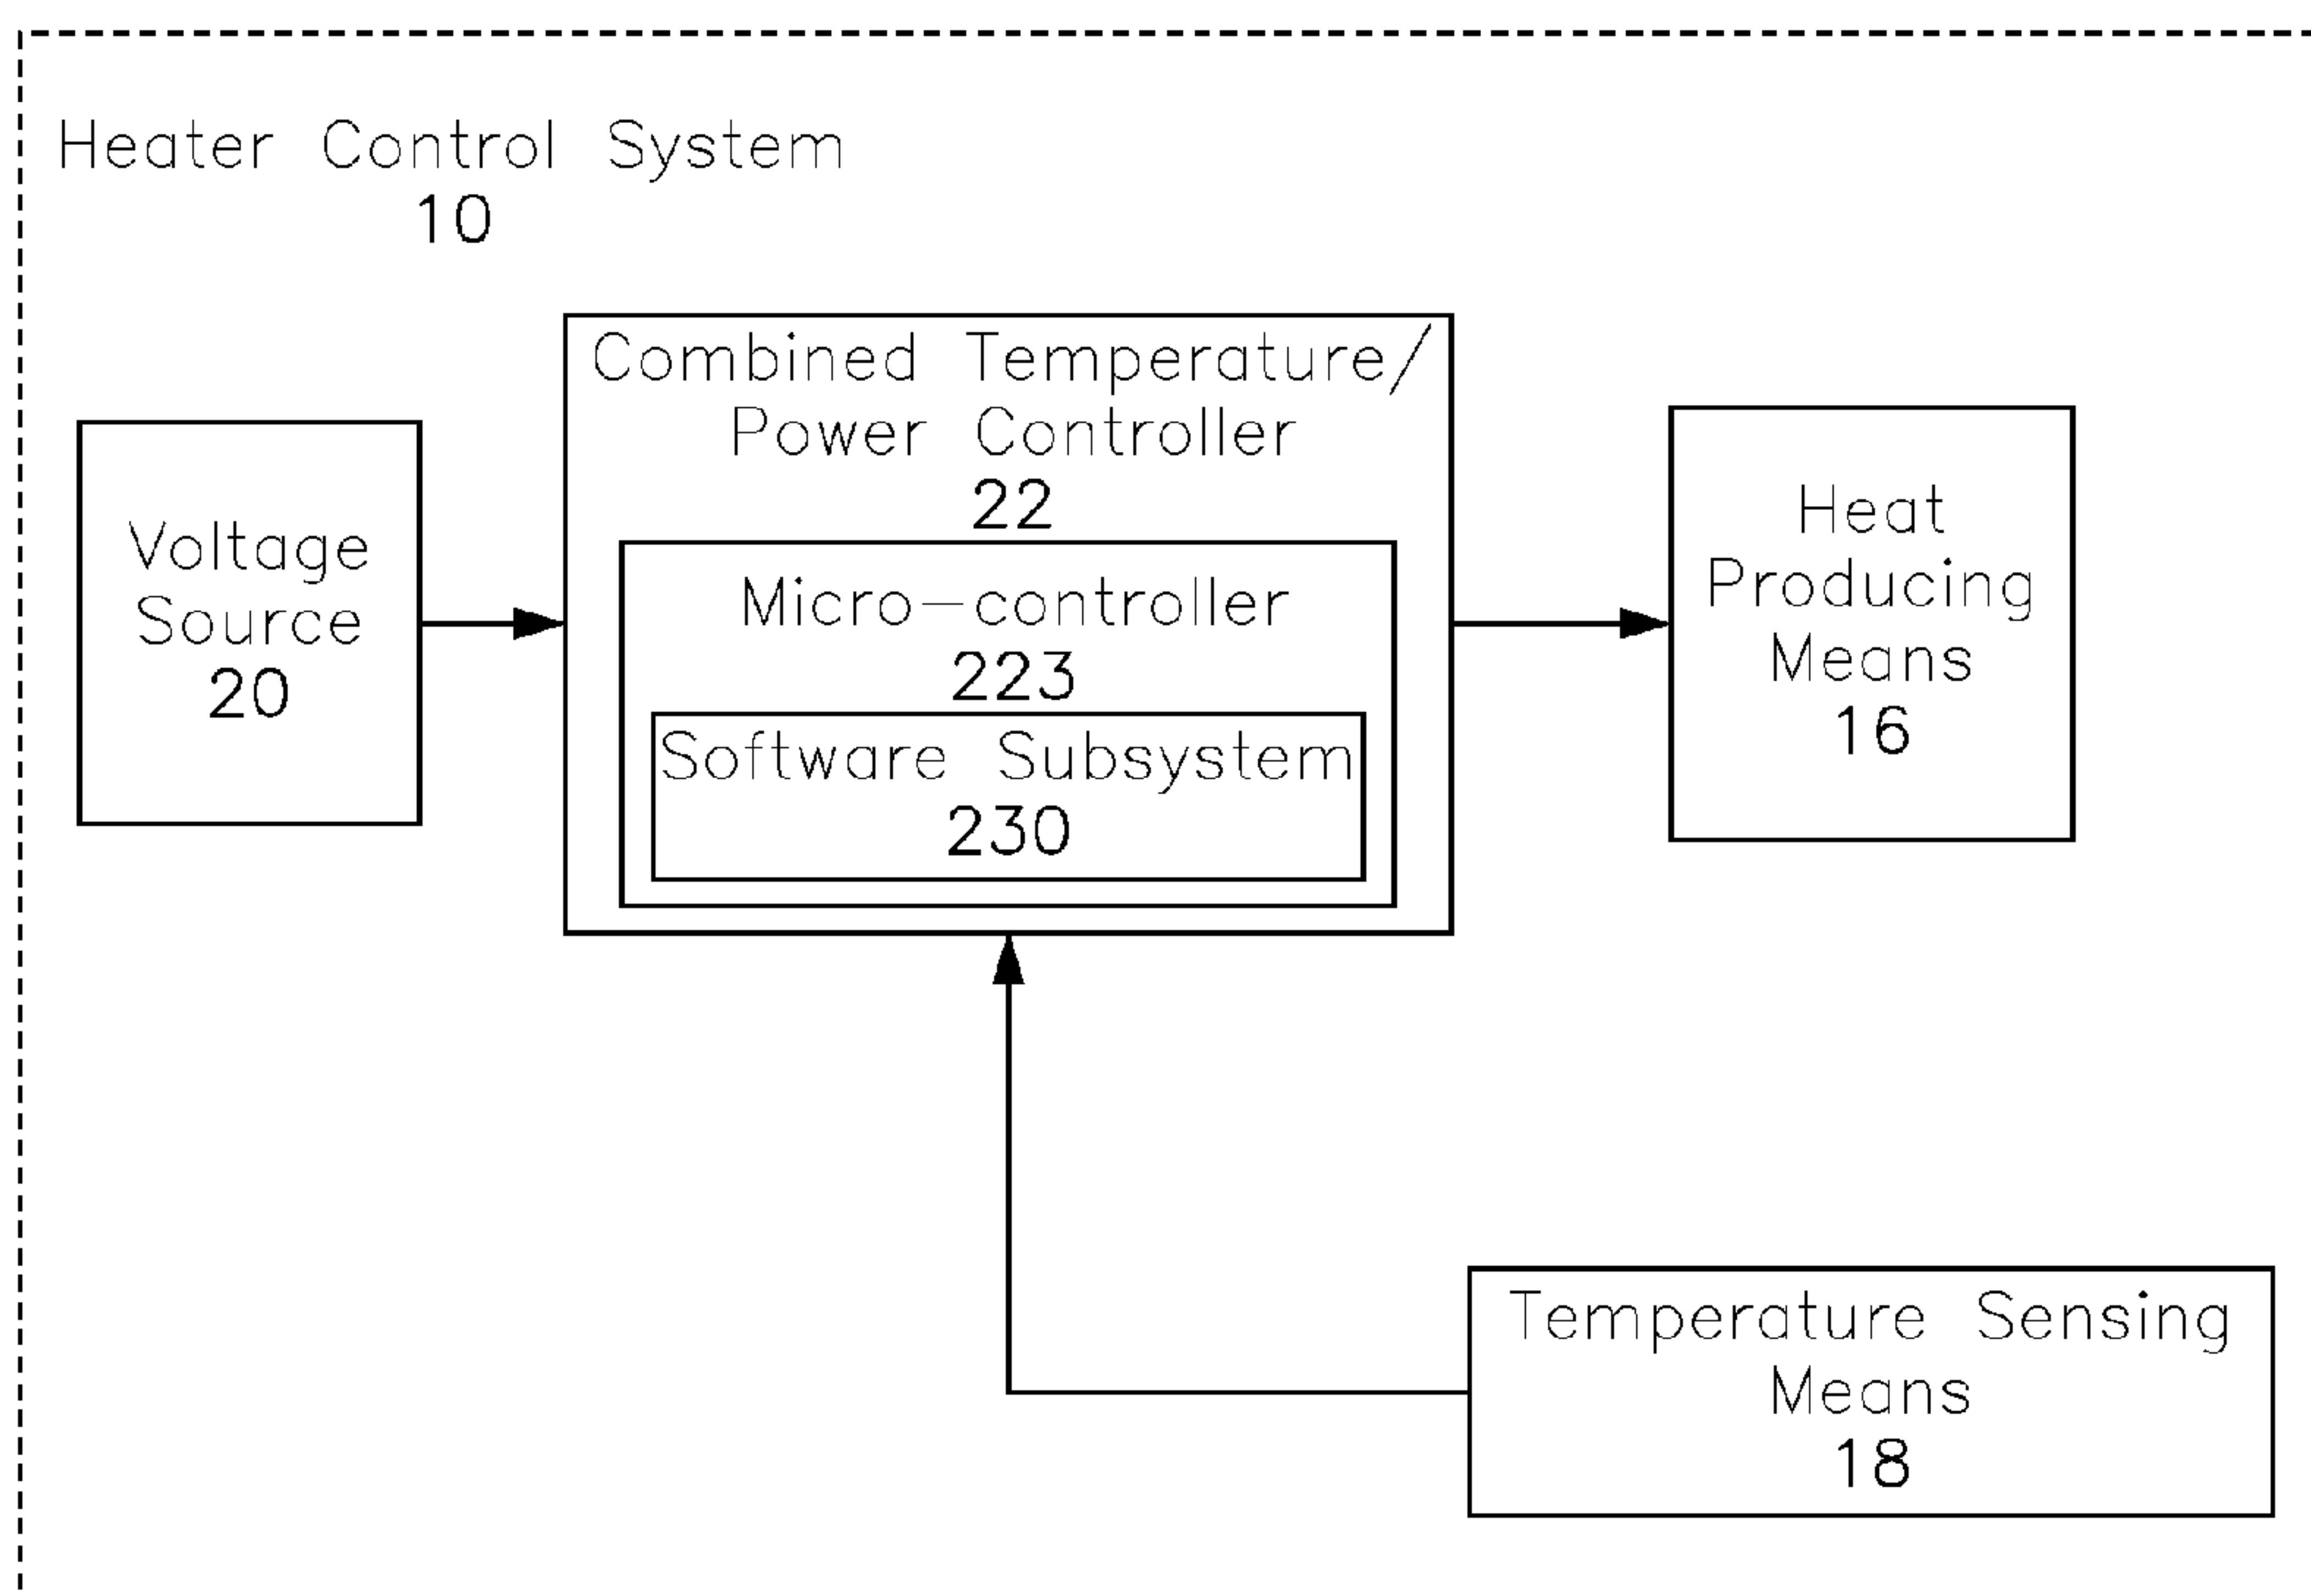 Heater Control System
10
Combined Temperature/
Power Controller
22
Voltage
Source
20
Micro-controller
223
Software Subsystem
230
Heat
Producing
Means
16
Temperature Sensing
Means
18